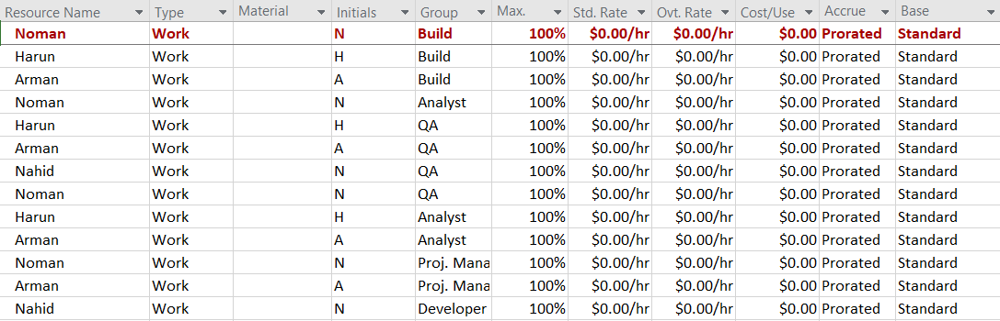 Resource Name Type Material Initials Group Max. Std. Rate Ovt. Rate Cost/Use Accrue Base
Noman Work N Build 100% $0.00/hr $0.00/hr $0.00 Prorated Standard
Harun Work H Build 100% $0.00/hr $0.00/hr $0.00 Prorated Standard
Arman Work A Build 100% $0.00/hr $0.00/hr $0.00 Prorated Standard
Noman Work N Analyst 100% $0.00/hr $0.00/hr $0.00 Prorated Standard
Harun Work H QA 100% $0.00/hr $0.00/hr $0.00 Prorated Standard
Arman Work A QA 100% $0.00/hr $0.00/hr $0.00 Prorated Standard
Nahid Work N QA 100% $0.00/hr $0.00/hr $0.00 Prorated Standard
Noman Work N QA 100% $0.00/hr $0.00/hr $0.00 Prorated Standard
Harun Work H Analyst 100% $0.00/hr $0.00/hr $0.00 Prorated Standard
Arman Work A Analyst 100% $0.00/hr $0.00/hr $0.00 Prorated Standard
Noman Work N Proj. Mana 100% $0.00/hr $0.00/hr $0.00 Prorated Standard
Arman Work A Proj. Mana 100% $0.00/hr $0.00/hr $0.00 Prorated Standard
Nahid Work N Developer 100% $0.00/hr $0.00/hr $0.00 Prorated Standard